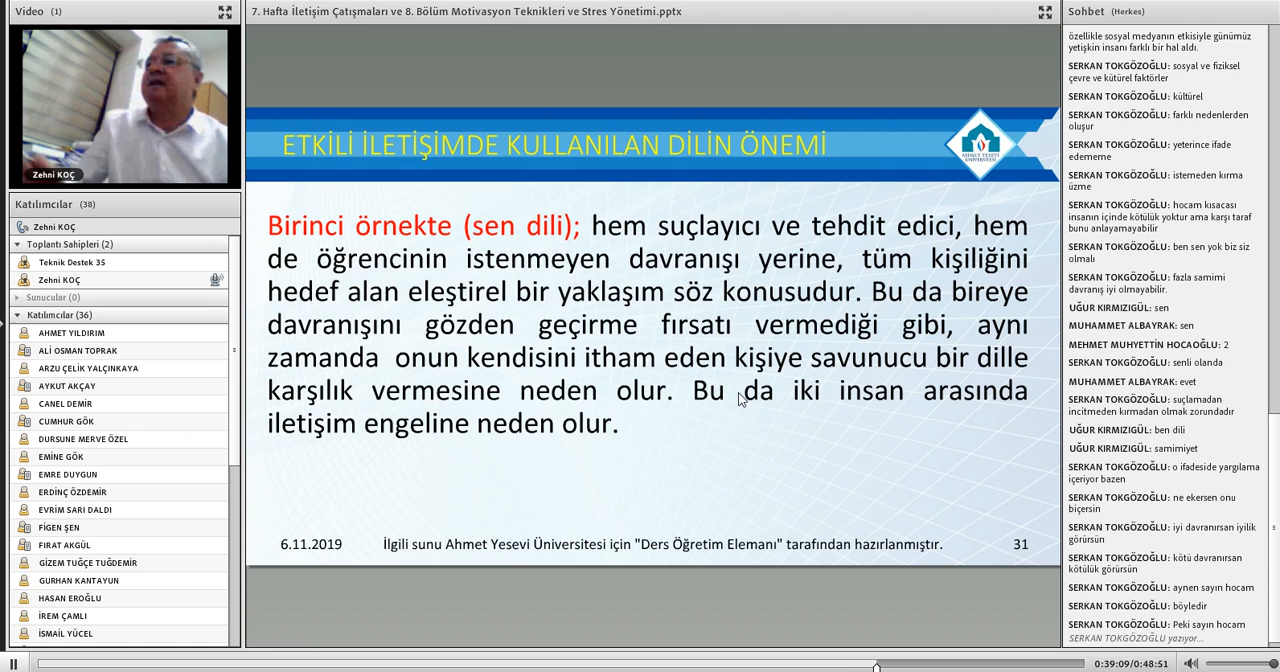 Video (1)
Zehni KOÇ
Katılımcılar (38)
Zehni KOÇ
Toplantı Sahipleri (2)
Teknik Destek 35
Zehni KOÇ
Sunucular (0)
Katılımcılar (36)
AHMET YILDIRIM
ALİ OSMAN TOPRAK
ARZU ÇELİK YALÇINKAYA
AYKUT AKÇAY
CANEL DEMİR
CUMHUR GÖK
DURSUNE MERVE ÖZEL
EMİNE GÖK
EMRE DUYGUN
ERDİNÇ ÖZDEMİR
EVRİM SARI DALDI
FİGEN ŞEN
FIRAT AKGÜL
GİZEM TUĞÇE TUĞDEMİR
GURHAN KANTAYUN
HASAN EROĞLU
İREM ÇAMLI
İSMAİL YÜCEL
7. Hafta İletişim Çatışmaları ve 8. Bölüm Motivasyon Teknikleri ve Stres Yönetimi.pptx
ETKİLİ İLETİŞİMDE KULLANILAN DİLİN ÖNEMİ
AHMET YESEVİ
ÜNİVERSİTESİ
Birinci örnekte (sen dili); hem suçlayıcı ve tehdit edici, hem
de öğrencinin istenmeyen davranışı yerine, tüm kişiliğini
hedef alan eleştirel bir yaklaşım söz konusudur. Bu da bireye
davranışını gözden geçirme fırsatı vermediği gibi, aynı
zamanda onun kendisini itham eden kişiye savunucu bir dille
karşılık vermesine neden olur. Bu da iki insan arasında
iletişim engeline neden olur.
6.11.2019
İlgili sunu Ahmet Yesevi Üniversitesi için "Ders Öğretim Elemanı" tarafından hazırlanmıştır.
31
Sohbet (Herkes)
özellikle sosyal medyanın etkisiyle günümüz
yetişkin insanı farklı bir hal aldı.
SERKAN TOKGÖZOĞLU: sosyal ve fiziksel
çevre ve kütürel faktörler
SERKAN TOKGÖZOĞLU: kültürel
SERKAN TOKGÖZOĞLU: farklı nedenlerden
oluşur
SERKAN TOKGÖZOĞLU: yeterince ifade
edememe
SERKAN TOKGÖZOĞLU: istemeden kırma
üzme
SERKAN TOKGÖZOĞLU: hocam kısacası
insanın içinde kötülük yoktur ama karşı taraf
bunu anlayamayabilir
SERKAN TOKGÖZOĞLU: ben sen yok biz siz
olmalı
SERKAN TOKGÖZOĞLU: fazla samimi
davranış iyi olmayabilir.
UĞUR KIRMIZIGÜL: sen
MUHAMMET ALBAYRAK: sen
MEHMET MUHYETTİN HOCAOĞLU: 2
SERKAN TOKGÖZOĞLU: senli olanda
MUHAMMET ALBAYRAK: evet
SERKAN TOKGÖZOĞLU: suçlamadan
incitmeden kırmadan olmak zorundadır
UĞUR KIRMIZIGÜL: ben dili
UĞUR KIRMIZIGÜL: samimiyet
SERKAN TOKGÖZOĞLU: o ifadeside yargılama
içeriyor bazen
SERKAN TOKGÖZOĞLU: ne ekersen onu
biçersin
SERKAN TOKGÖZOĞLU: iyi davranırsan iyilik
görürsün
SERKAN TOKGÖZOĞLU: kötü davranırsan
kötülük görürsün
SERKAN TOKGÖZOĞLU: aynen sayın hocam
SERKAN TOKGÖZOĞLU: böyledir
SERKAN TOKGÖZOĞLU: Peki sayın hocam
SERKAN TOKGÖZOĞLU yazıyor...
0:39:09/0:48:51